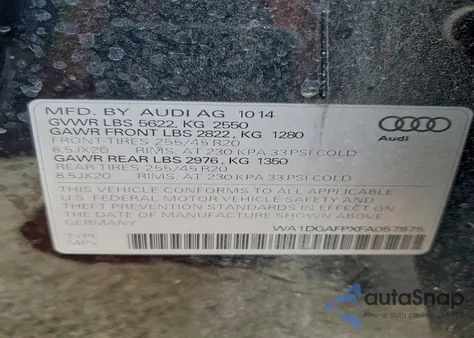 MFD. BY AUDI AG 1014
GVWR LBS 5622, KG 2550
GAWR FRONT LBS 2822, KG 1280
FRONT-TIRES 255/45 R20
8.5JX20 RIMS, AT 230 KPA 33 PSI COLD
GAWR REAR LBS 2976, KG 1350
REAR-TIRES 255/45 R20
8.5JX20 RIMS, AT 230 KPA 33 PSI COLD
THIS VEHICLE CONFORMS TO ALL APPLICABLE
U.S. FEDERAL MOTOR VEHICLE SAFETY AND
THEFT PREVENTION STANDARDS IN EFFECT ON
THE DATE OF MANUFACTURE SHOWN ABOVE
GERMANY
WA1DGAFPXFA057875
TYPE
MPV
Audi
autoSnap